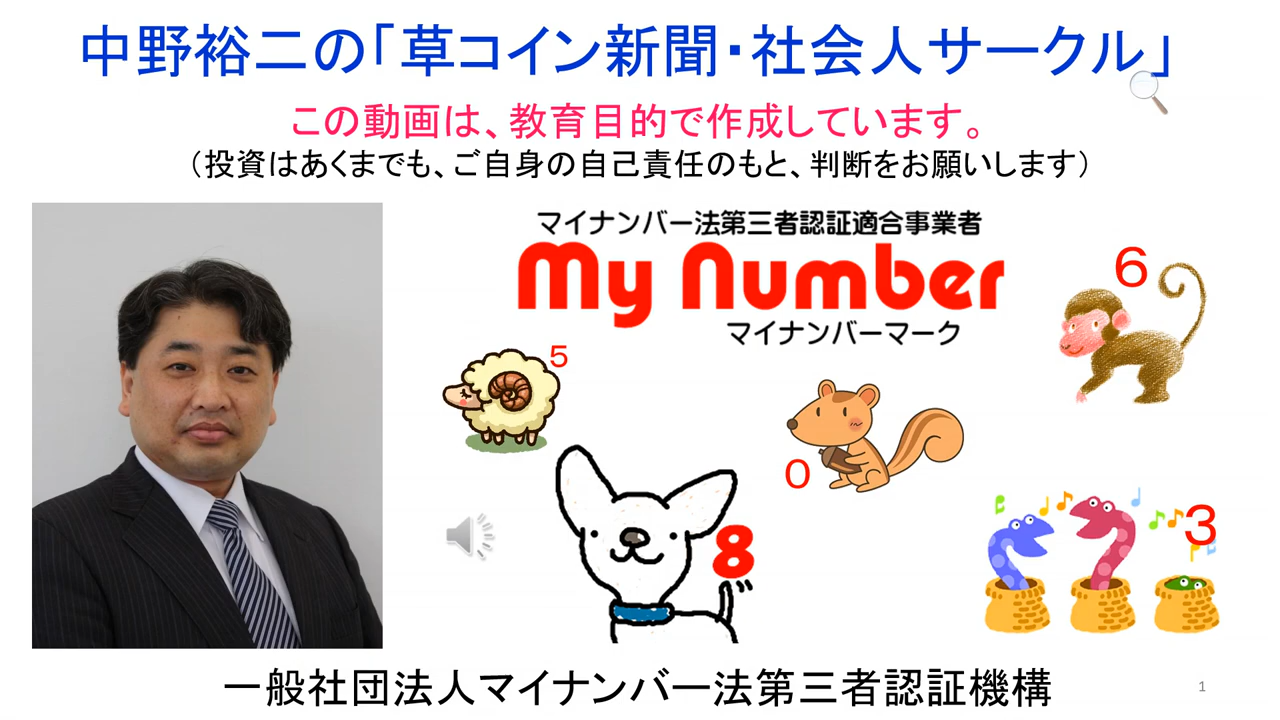 中野裕二の「草コイン新聞・社会人サークル」
この動画は、教育目的で作成しています。
（投資はあくまでも、ご自身の自己責任のもと、判断をお願いします）
マイナンバー法第三者認証適合事業者
My Number
マイナンバーマーク
6
5
0
8
3
一般社団法人マイナンバー法第三者認証機構
1